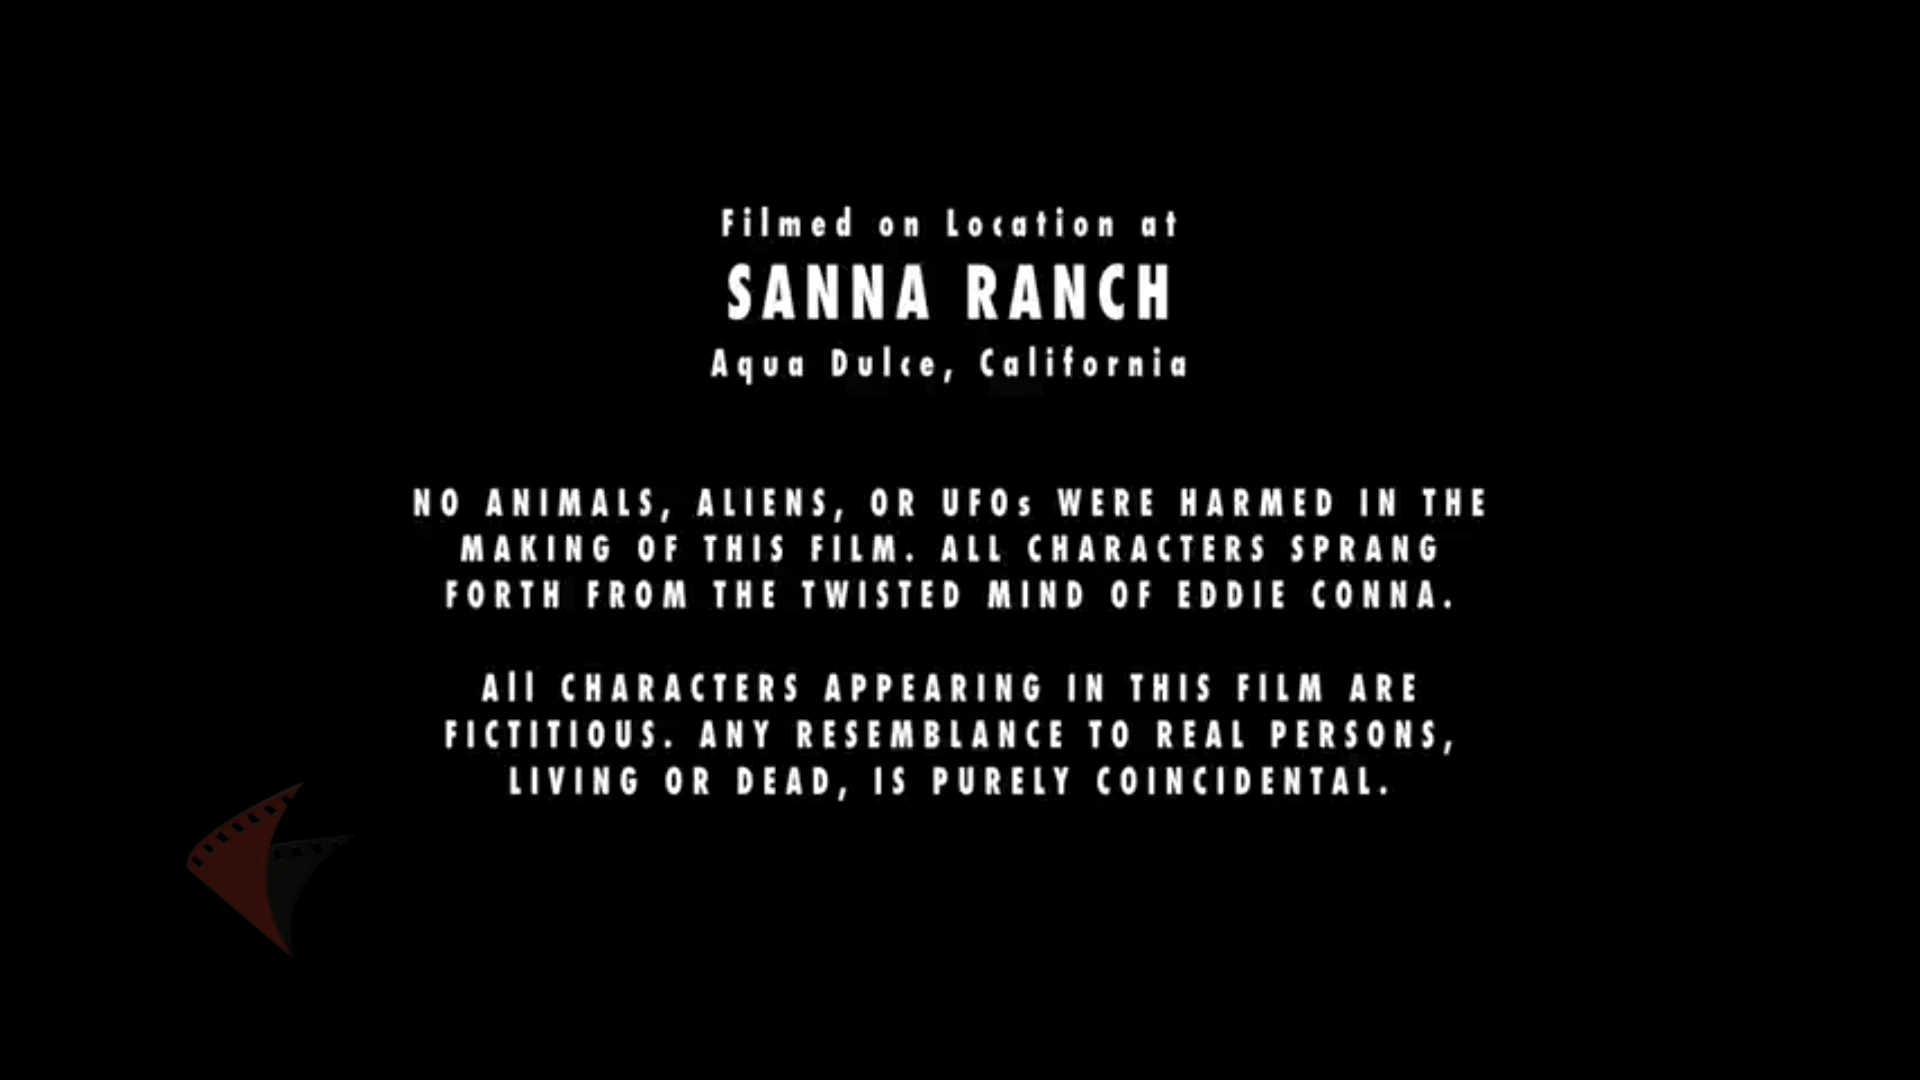 Filmed on Location at
SANNA RANCH
Aqua Dulce, California
NO ANIMALS, ALIENS, OR UFOs WERE HARMED IN THE
MAKING OF THIS FILM. ALL CHARACTERS SPRANG
FORTH FROM THE TWISTED MIND OF EDDIE CONNA.
All CHARACTERS APPEARING IN THIS FILM ARE
FICTITIOUS. ANY RESEMBLANCE TO REAL PERSONS,
LIVING OR DEAD, IS PURELY COINCIDENTAL.